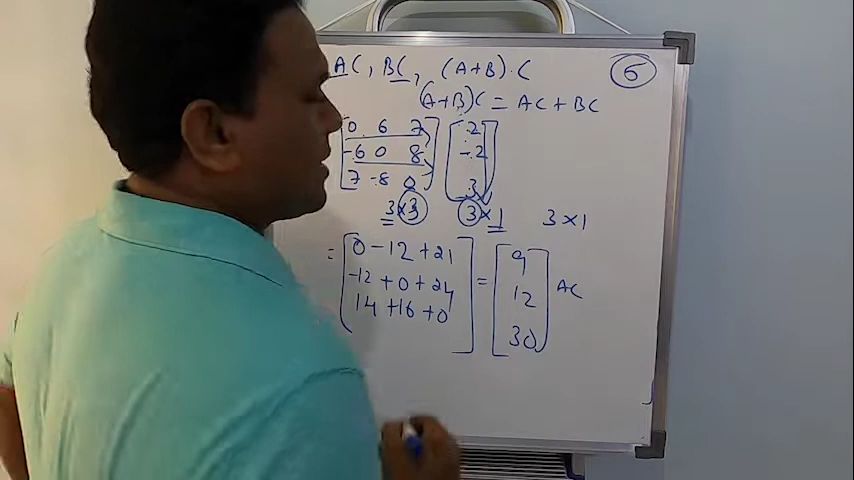 AC, BC, (A+B).C
6
(A+B)C = AC + BC
0 6 7 2
-6 0 8 -2
7 -8 0 3
3×3 3×1 3×1
= 0 - 12 + 21 = 9
-12 + 0 + 24 12 AC
14 + 16 + 0 30